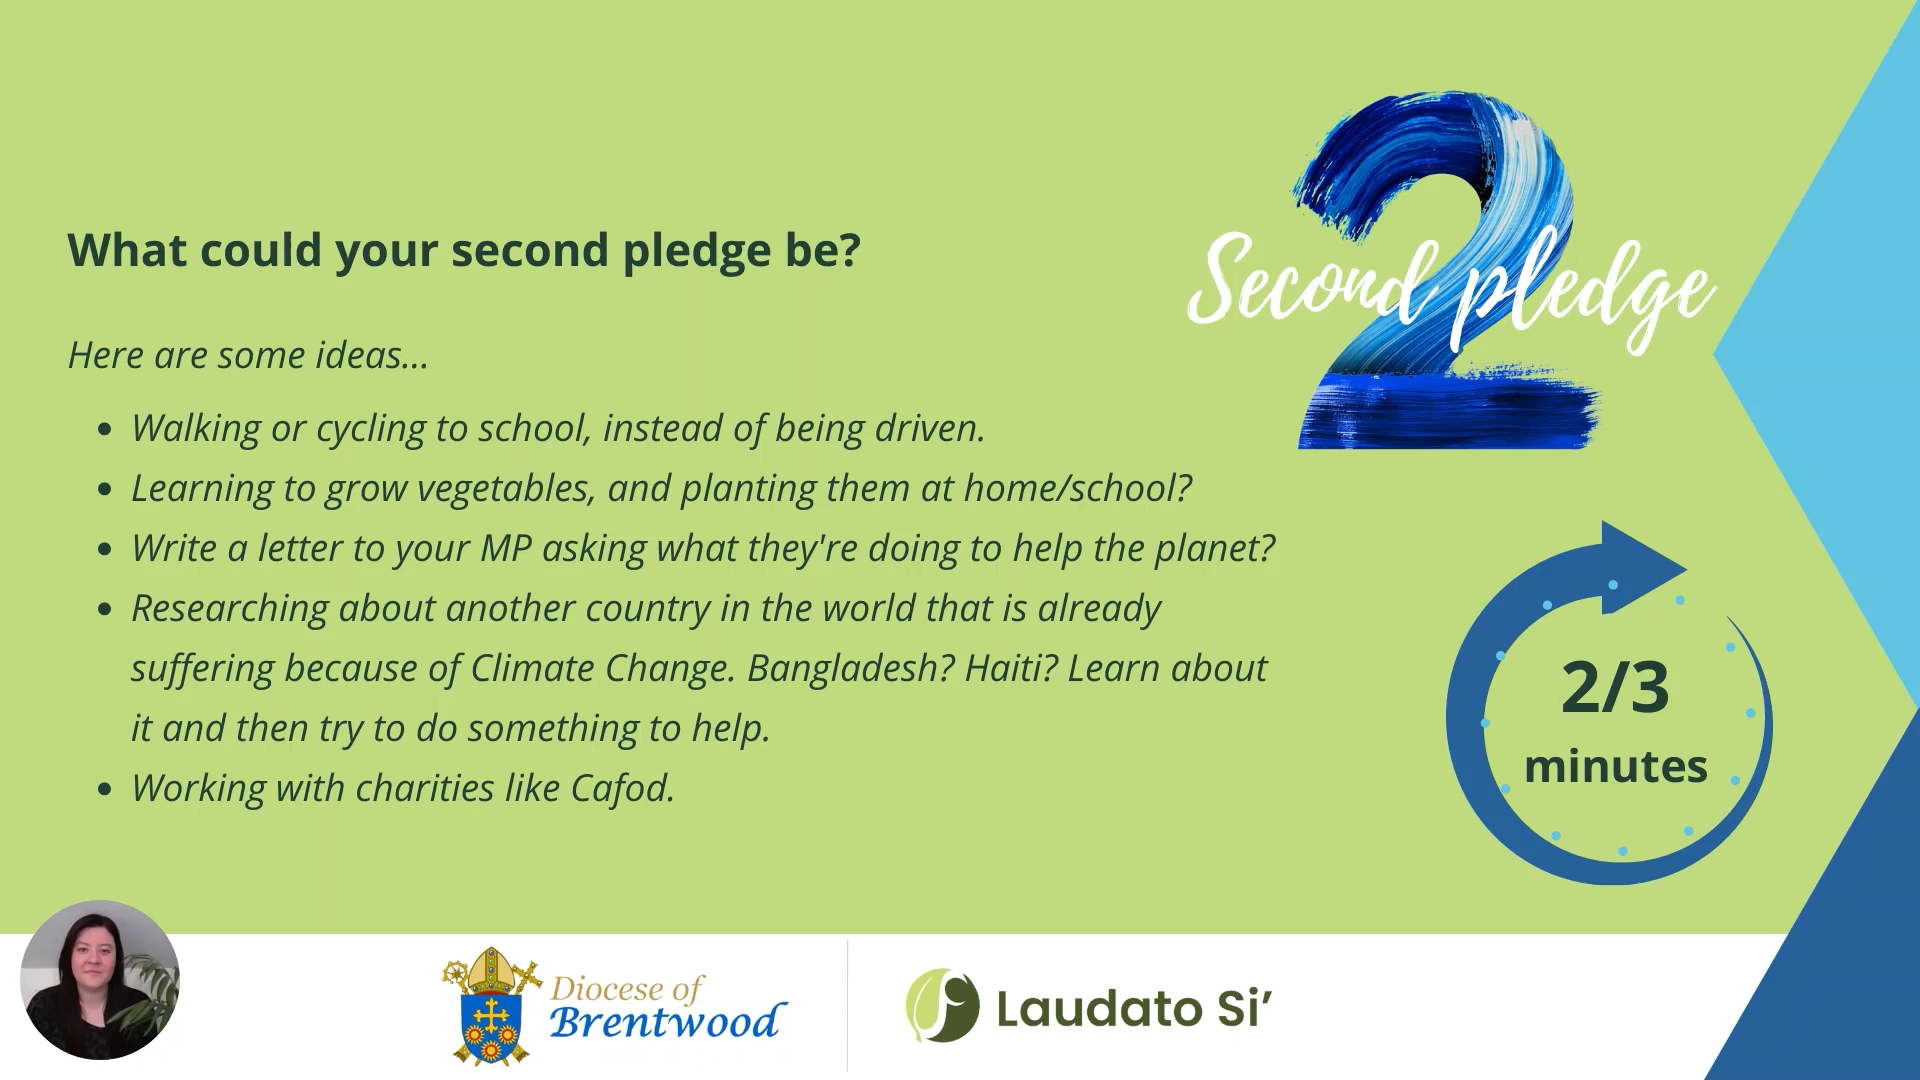 What could your second pledge be?
Here are some ideas...
• Walking or cycling to school, instead of being driven.
• Learning to grow vegetables, and planting them at home/school?
• Write a letter to your MP asking what they're doing to help the planet?
• Researching about another country in the world that is already
suffering because of Climate Change. Bangladesh? Haiti? Learn about
it and then try to do something to help.
• Working with charities like Cafod.
2
Second pledge
2/3
minutes
Diocese of
Brentwood
Laudato Si’